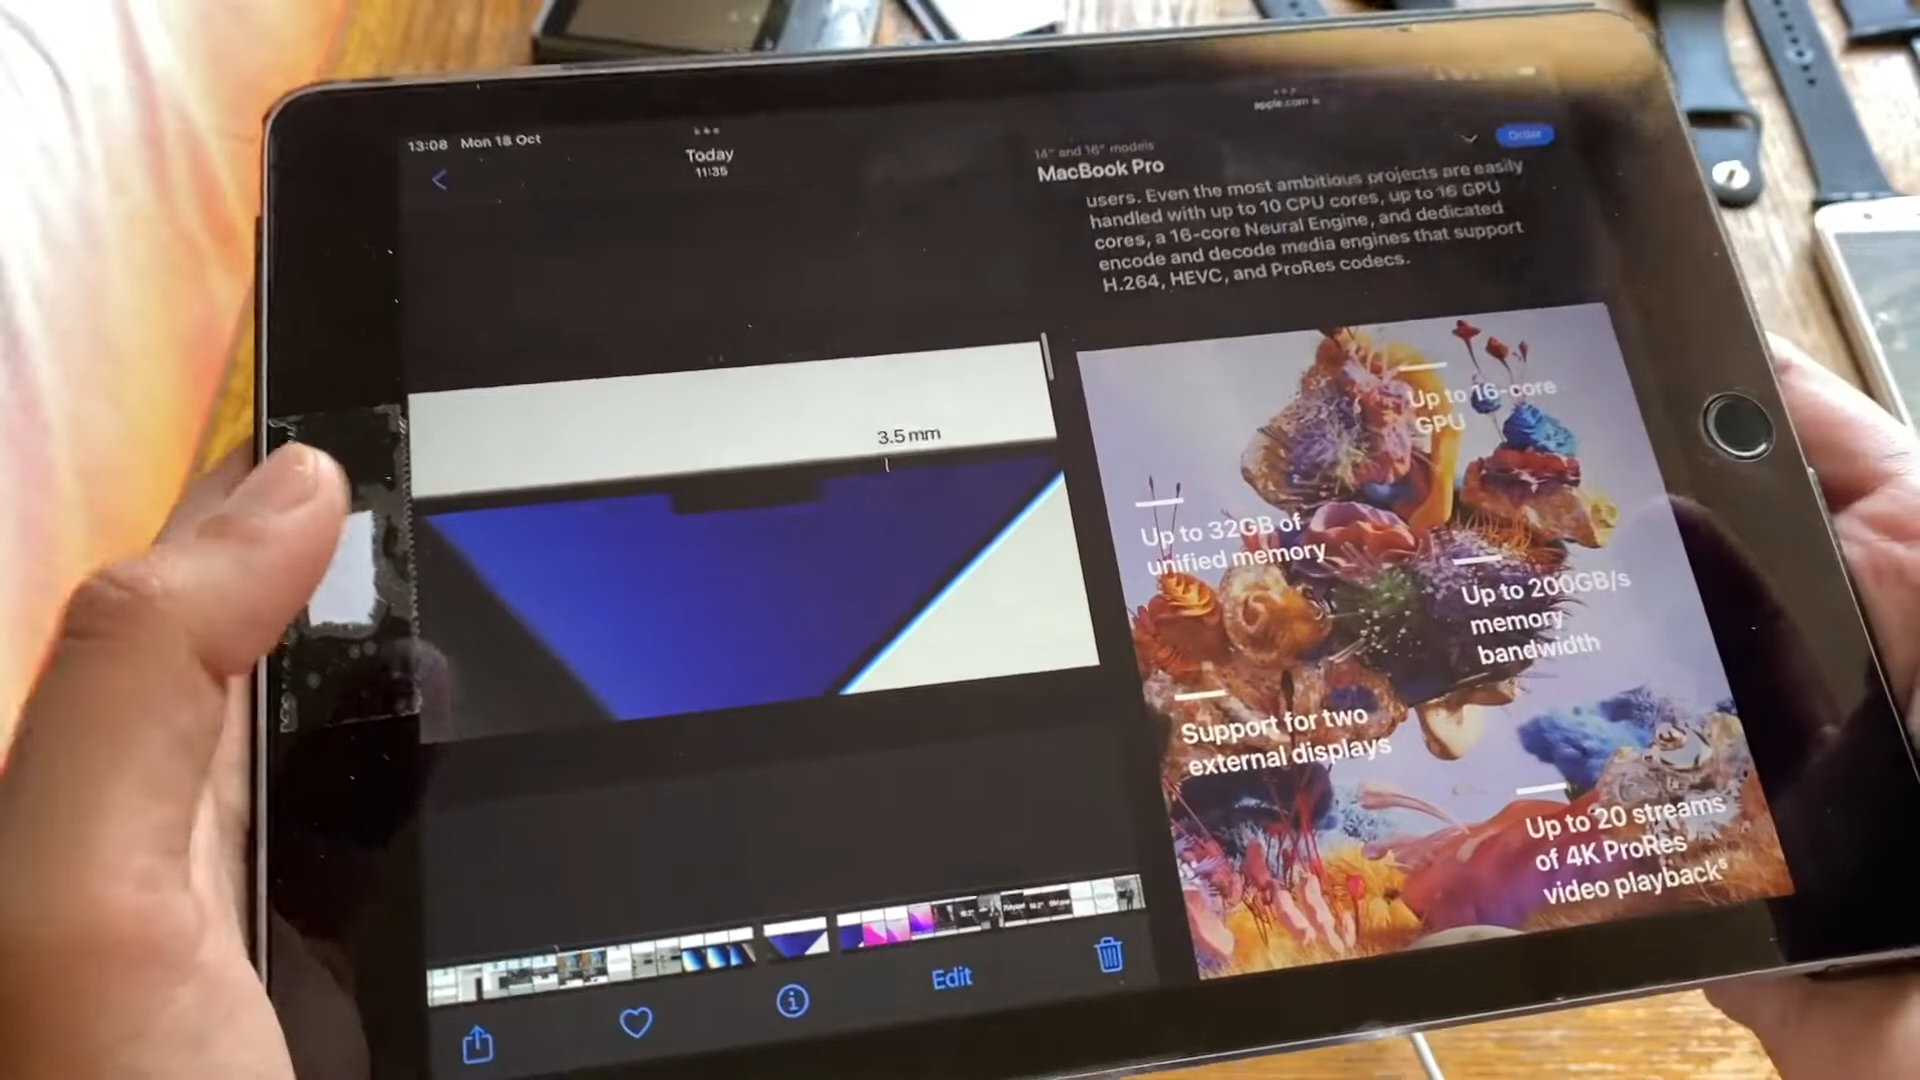 13:08 Mon 18 Oct
Today
11:35
3.5 mm
Edit
apple.com
14" and 16" models
MacBook Pro
Order
users. Even the most ambitious projects are easily
handled with up to 10 CPU cores, up to 16 GPU
cores, a 16-core Neural Engine, and dedicated
encode and decode media engines that support
H.264, HEVC, and ProRes codecs.
Up to 16-core
GPU
Up to 32GB of
unified memory
Up to 200GB/s
memory
bandwidth
Support for two
external displays
Up to 20 streams
of 4K ProRes
video playback⁵